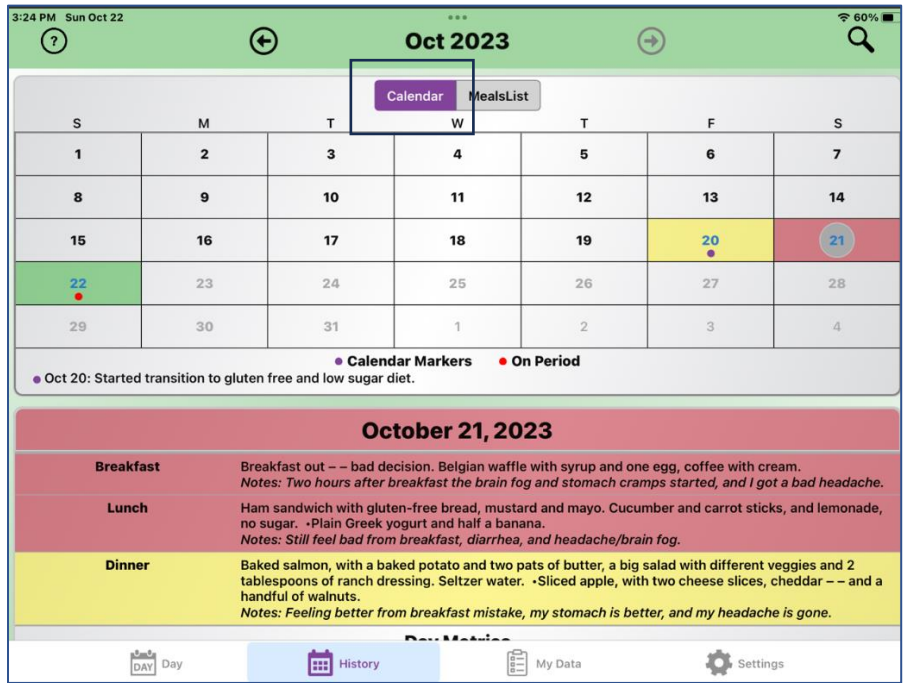 3:24 PM Sun Oct 22
60%
?
Oct 2023
Calendar MealsList
S M T W T F S
1 2 3 4 5 6 7
8 9 10 11 12 13 14
15 16 17 18 19 20 21
22 23 24 25 26 27 28
29 30 31 1 2 3 4
• Calendar Markers • On Period
• Oct 20: Started transition to gluten free and low sugar diet.
October 21, 2023
Breakfast
Breakfast out – – bad decision. Belgian waffle with syrup and one egg, coffee with cream.
Notes: Two hours after breakfast the brain fog and stomach cramps started, and I got a bad headache.
Lunch
Ham sandwich with gluten-free bread, mustard and mayo. Cucumber and carrot sticks, and lemonade,
no sugar. •Plain Greek yogurt and half a banana.
Notes: Still feel bad from breakfast, diarrhea, and headache/brain fog.
Dinner
Baked salmon, with a baked potato and two pats of butter, a big salad with different veggies and 2
tablespoons of ranch dressing. Seltzer water. •Sliced apple, with two cheese slices, cheddar – – and a
handful of walnuts.
Notes: Feeling better from breakfast mistake, my stomach is better, and my headache is gone.
Day Metrics
DAY Day History My Data Settings